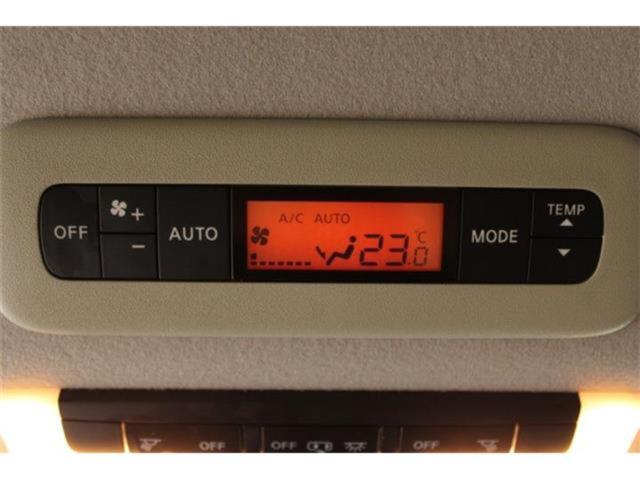 OFF + - AUTO A/C AUTO 23.0 °C MODE TEMP
OFF OFF OFF